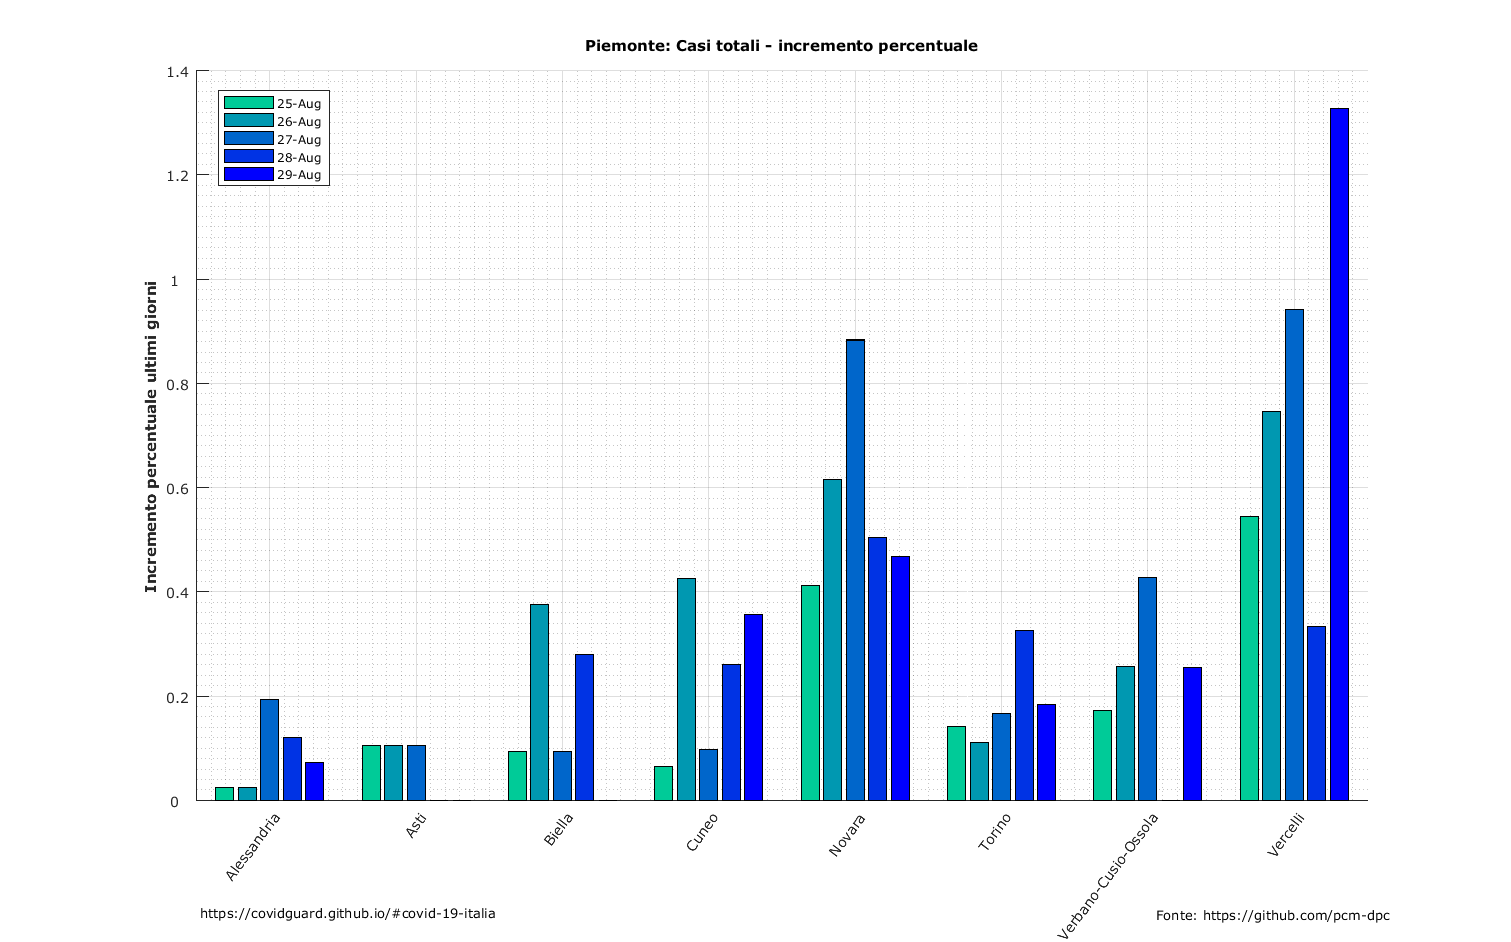 Piemonte: Casi totali - incremento percentuale
1.4
1.2
1
0.8
0.6
0.4
0.2
0
Incremento percentuale ultimi giorni
25-Aug
26-Aug
27-Aug
28-Aug
29-Aug
Alessandria
Asti
Biella
Cuneo
Novara
Torino
Verbano-Cusio-Ossola
Vercelli
https://covidguard.github.io/#covid-19-italia
Fonte: https://github.com/pcm-dpc